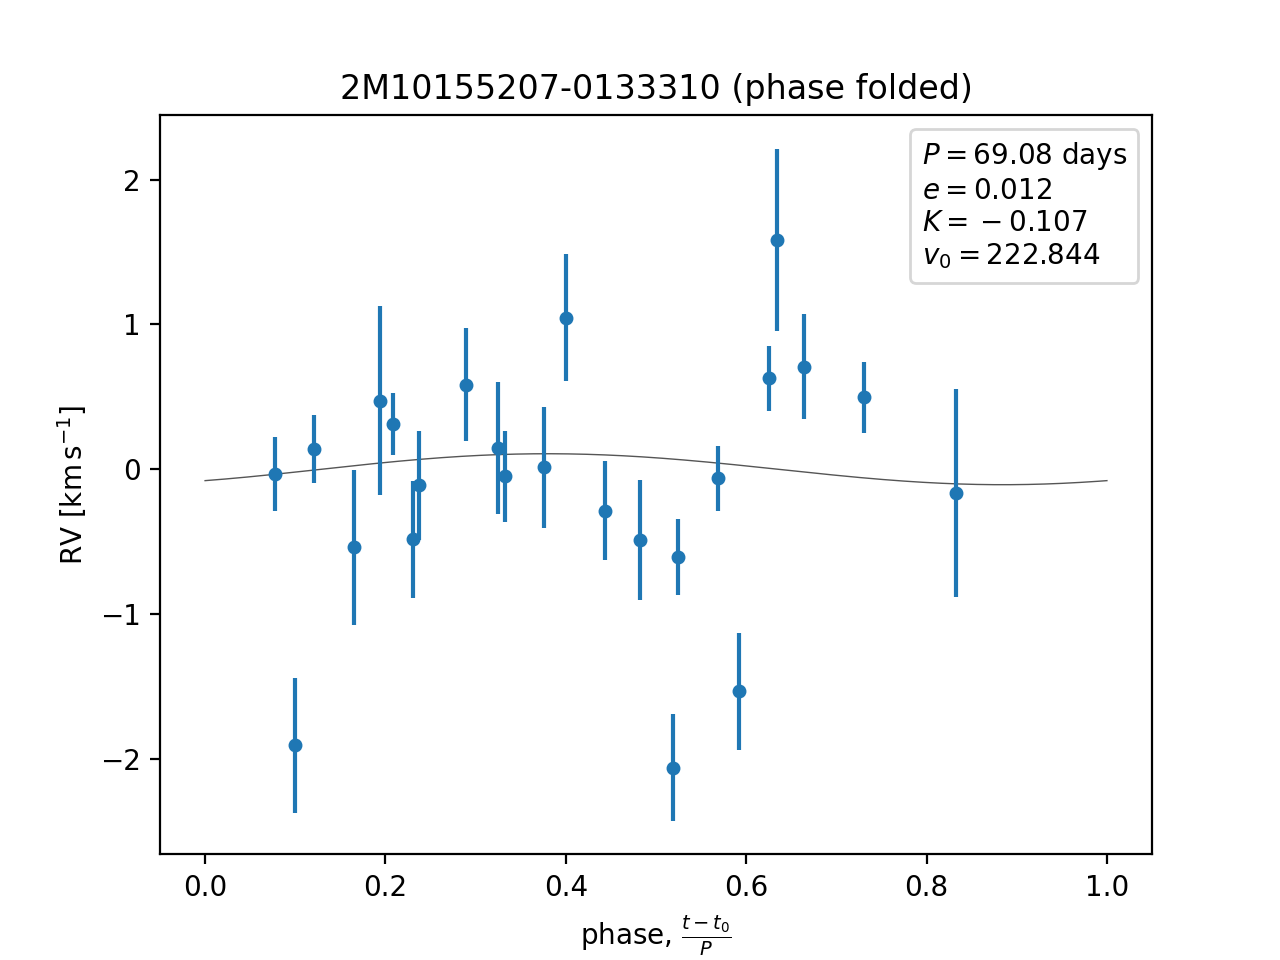 2M10155207-0133310 (phase folded)
P = 69.08 days
e = 0.012
K = −0.107
v₀ = 222.844
2
1
0
−1
−2
RV [km s⁻¹]
0.0 0.2 0.4 0.6 0.8 1.0
phase, (t − t₀)/P